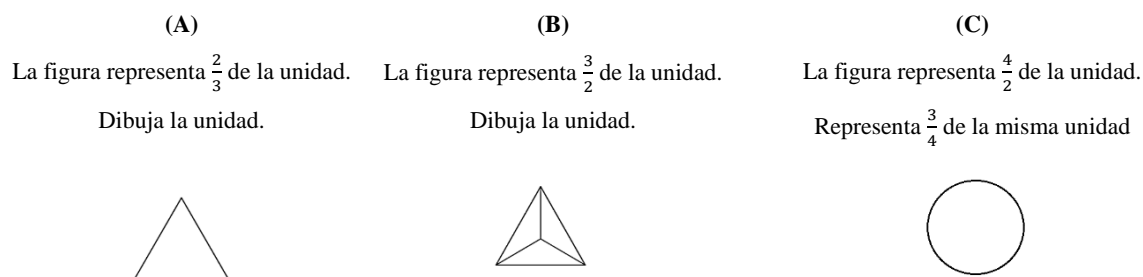 (A) (B) (C)
La figura representa 2/3 de la unidad. La figura representa 3/2 de la unidad. La figura representa 4/2 de la unidad.
Dibuja la unidad. Dibuja la unidad. Representa 3/4 de la misma unidad